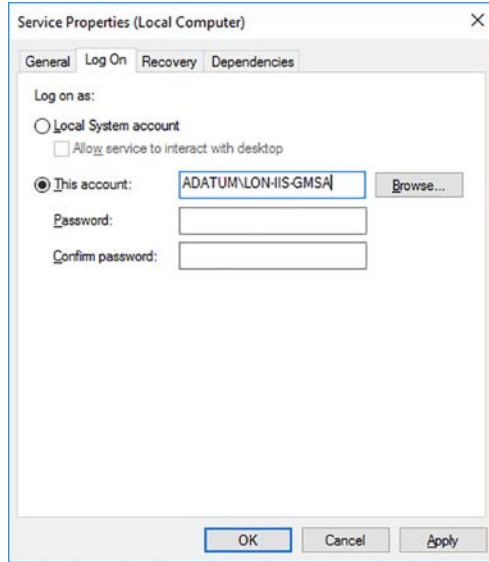 Service Properties (Local Computer)
General Log On Recovery Dependencies
Log on as:
Local System account
Allow service to interact with desktop
This account: ADATUM\LON-IIS-GMSA Browse...
Password:
Confirm password:
OK Cancel Apply